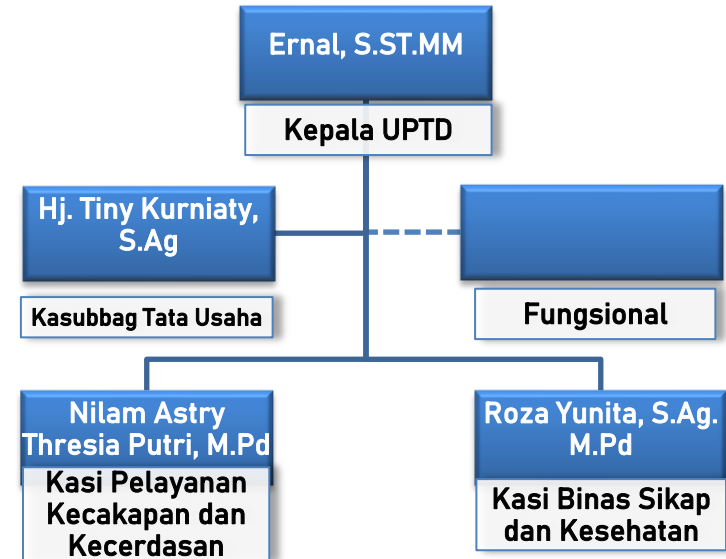 Ernal, S.ST.MM
Kepala UPTD
Hj. Tiny Kurniaty,
S.Ag
Kasubbag Tata Usaha
Fungsional
Nilam Astry
Thresia Putri, M.Pd
Kasi Pelayanan
Kecakapan dan
Kecerdasan
Roza Yunita, S.Ag.
M.Pd
Kasi Binas Sikap
dan Kesehatan